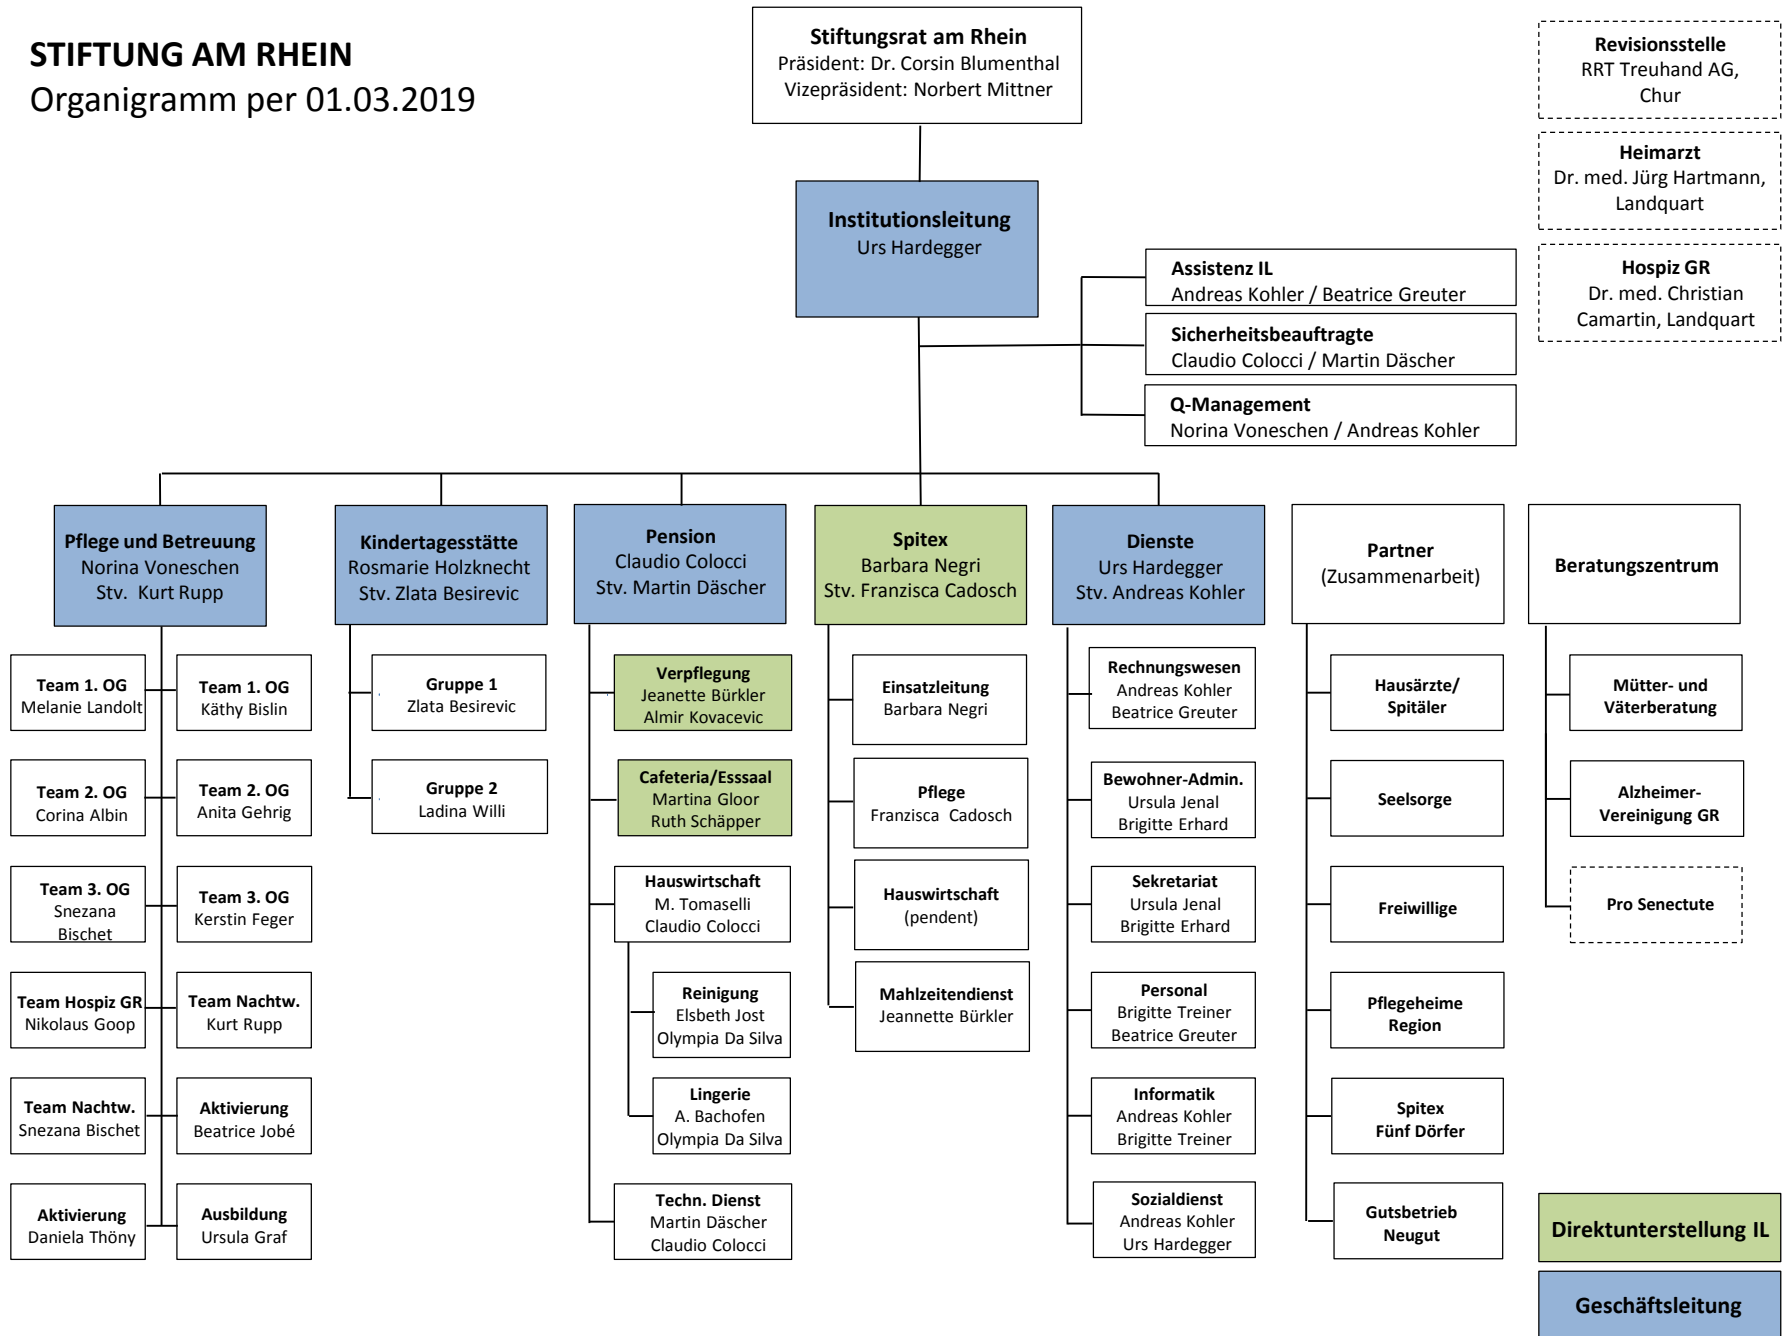 STIFTUNG AM RHEIN
Organigramm per 01.03.2019
Stiftungsrat am Rhein
Präsident: Dr. Corsin Blumenthal
Vizepräsident: Norbert Mittner
Revisionsstelle
RRT Treuhand AG,
Chur
Heimarzt
Dr. med. Jürg Hartmann,
Landquart
Hospiz GR
Dr. med. Christian
Camartin, Landquart
Institutionsleitung
Urs Hardegger
Assistenz IL
Andreas Kohler / Beatrice Greuter
Sicherheitsbeauftragte
Claudio Colocci / Martin Däscher
Q-Management
Norina Voneschen / Andreas Kohler
Pflege und Betreuung
Norina Voneschen
Stv.  Kurt Rupp
Team 1. OG
Melanie Landolt
Team 1. OG
Käthy Bislin
Team 2. OG
Corina Albin
Team 2. OG
Anita Gehrig
Team 3. OG
Snezana
Bischet
Team 3. OG
Kerstin Feger
Team Hospiz GR
Nikolaus Goop
Team Nachtw.
Kurt Rupp
Team Nachtw.
Snezana Bischet
Aktivierung
Beatrice Jobé
Aktivierung
Daniela Thöny
Ausbildung
Ursula Graf
Kindertagesstätte
Rosmarie Holzknecht
Stv. Zlata Besirevic
Gruppe 1
Zlata Besirevic
Gruppe 2
Ladina Willi
Pension
Claudio Colocci
Stv. Martin Däscher
Verpflegung
Jeanette Bürkler
Almir Kovacevic
Cafeteria/Esssaal
Martina Gloor
Ruth Schäpper
Hauswirtschaft
M. Tomaselli
Claudio Colocci
Reinigung
Elsbeth Jost
Olympia Da Silva
Lingerie
A. Bachofen
Olympia Da Silva
Techn. Dienst
Martin Däscher
Claudio Colocci
Spitex
Barbara Negri
Stv. Franzisca Cadosch
Einsatzleitung
Barbara Negri
Pflege
Franzisca  Cadosch
Hauswirtschaft
(pendent)
Mahlzeitendienst
Jeannette Bürkler
Dienste
Urs Hardegger
Stv. Andreas Kohler
Rechnungswesen
Andreas Kohler
Beatrice Greuter
Bewohner-Admin.
Ursula Jenal
Brigitte Erhard
Sekretariat
Ursula Jenal
Brigitte Erhard
Personal
Brigitte Treiner
Beatrice Greuter
Informatik
Andreas Kohler
Brigitte Treiner
Sozialdienst
Andreas Kohler
Urs Hardegger
Partner
(Zusammenarbeit)
Hausärzte/
Spitäler
Seelsorge
Freiwillige
Pflegeheime
Region
Spitex
Fünf Dörfer
Gutsbetrieb
Neugut
Beratungszentrum
Mütter- und
Väterberatung
Alzheimer-
Vereinigung GR
Pro Senectute
Direktunterstellung IL
Geschäftsleitung